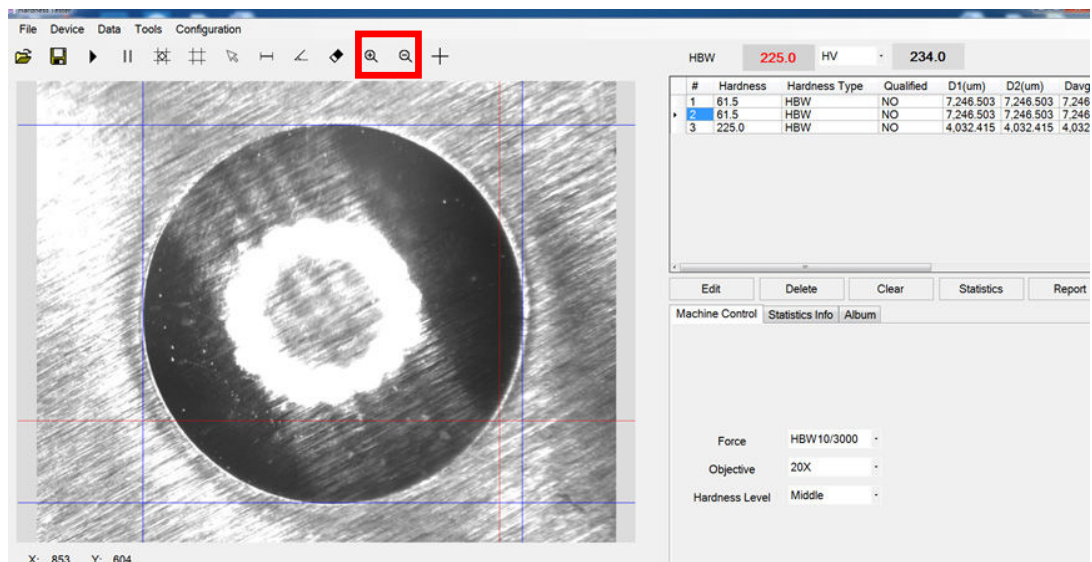 File Device Data Tools Configuration
HBW 225.0 HV 234.0
# Hardness Hardness Type Qualified D1(um) D2(um) Davg
1 61.5 HBW NO 7,246.503 7,246.503 7,246
2 61.5 HBW NO 7,246.503 7,246.503 7,246
3 225.0 HBW NO 4,032.415 4,032.415 4,032
Edit Delete Clear Statistics Report
Machine Control Statistics Info Album
Force HBW10/3000
Objective 20X
Hardness Level Middle
X: 853 Y: 604